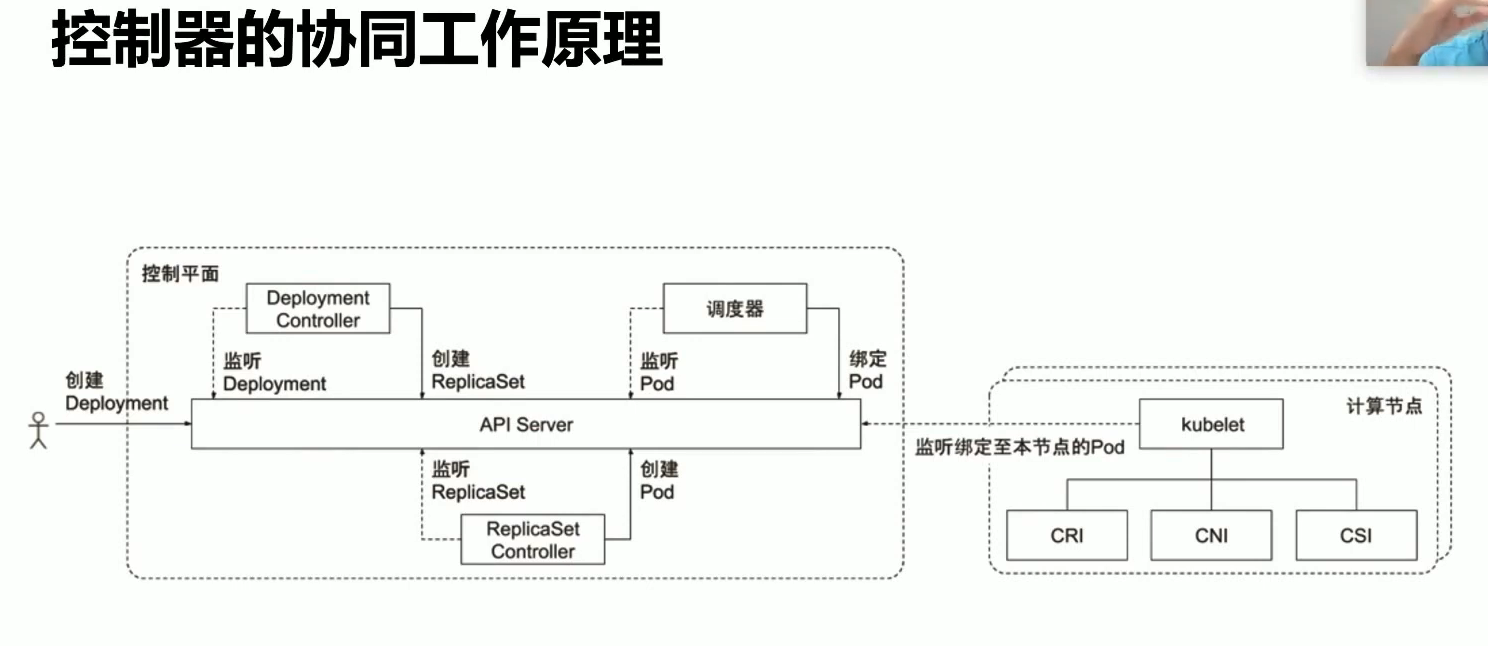 控制器的协同工作原理
控制平面
Deployment
Controller
调度器
监听
Deployment
创建
ReplicaSet
监听
Pod
绑定
Pod
创建
Deployment
API Server
监听
ReplicaSet
创建
Pod
ReplicaSet
Controller
监听绑定至本节点的Pod
计算节点
kubelet
CRI
CNI
CSI